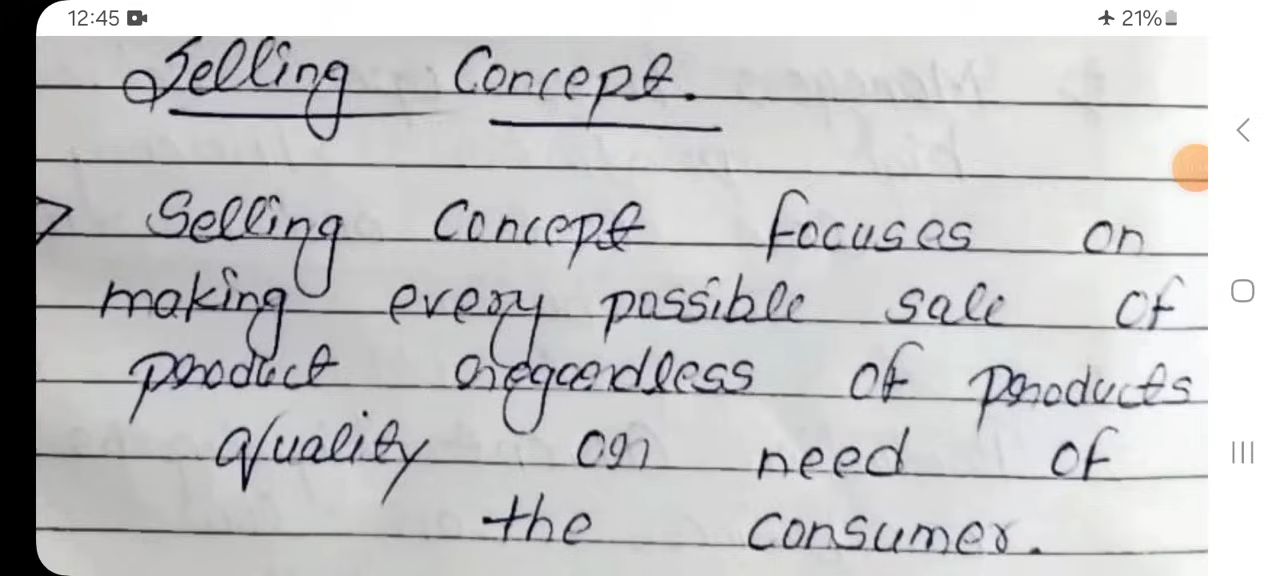 12:45
21%
Selling Concept.
> Selling Concept focuses on
making every possible sale of
product regardless of products
quality or need of
the consumer.